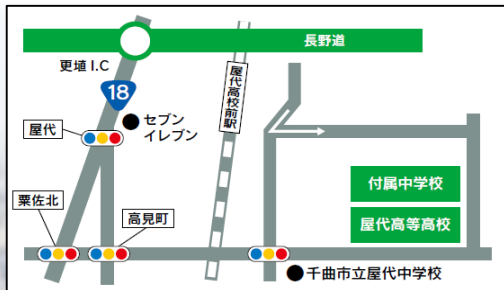 長野道
更埴 I.C
18
屋代高校前駅
セブン
イレブン
屋代
付属中学校
屋代高等高校
粟佐北
高見町
千曲市立屋代中学校